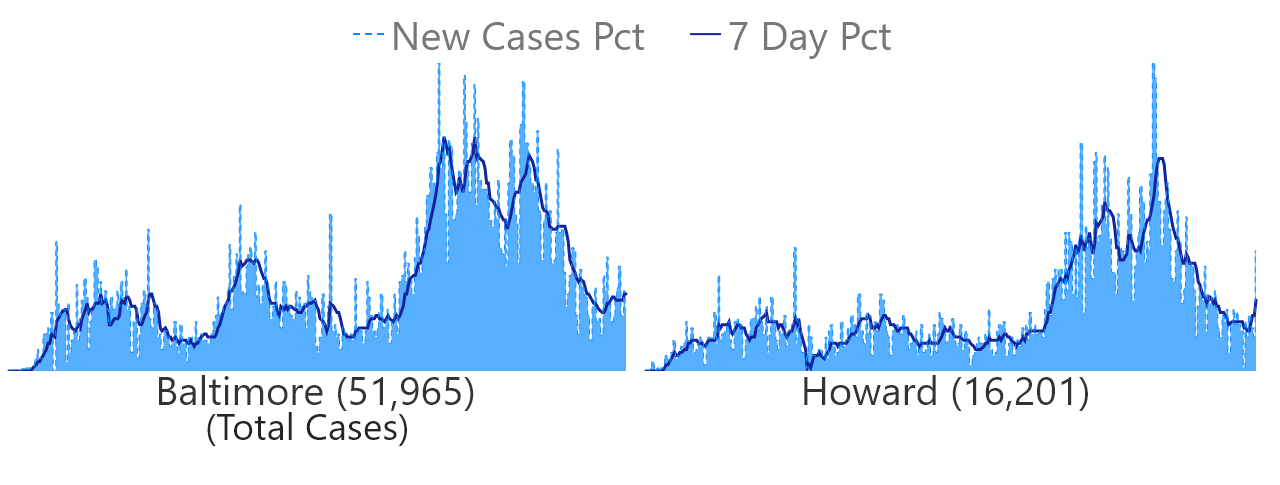 New Cases Pct 7 Day Pct
Baltimore (51,965)
(Total Cases)
Howard (16,201)